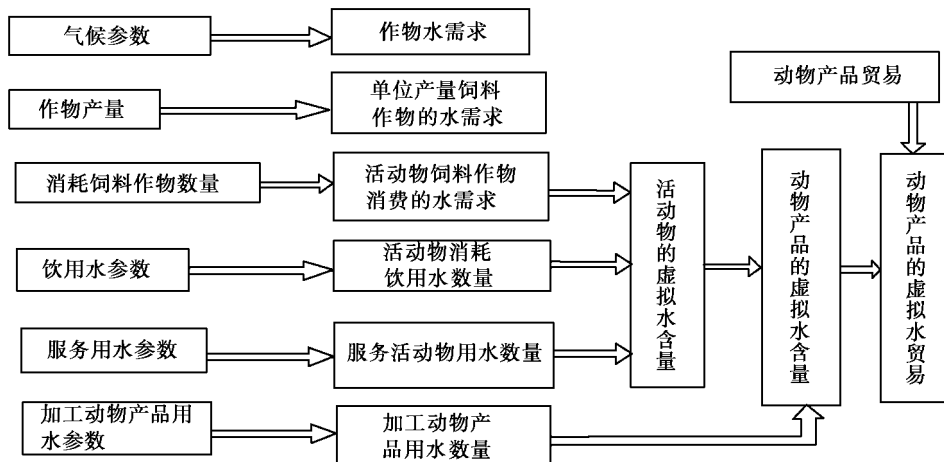 气候参数
作物水需求
动物产品贸易
作物产量
单位产量饲料
作物的水需求
消耗饲料作物数量
活动物饲料作物
消费的水需求
饮用水参数
活动物消耗
饮用水数量
服务用水参数
服务活动物用水数量
加工动物产品用
水参数
加工动物产
品用水数量
活动物的虚拟水含量
动物产品的虚拟水含量
动物产品的虚拟水贸易